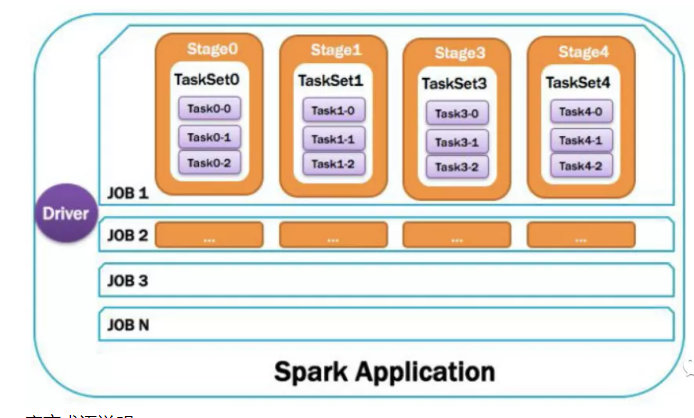 Stage0 Stage1 Stage3 Stage4
TaskSet0 TaskSet1 TaskSet3 TaskSet4
Task0-0 Task1-0 Task3-0 Task4-0
Task0-1 Task1-1 Task3-1 Task4-1
Task0-2 Task1-2 Task3-2 Task4-2
JOB 1
Driver
JOB 2 ... ... ... ...
JOB 3
JOB N
Spark Application